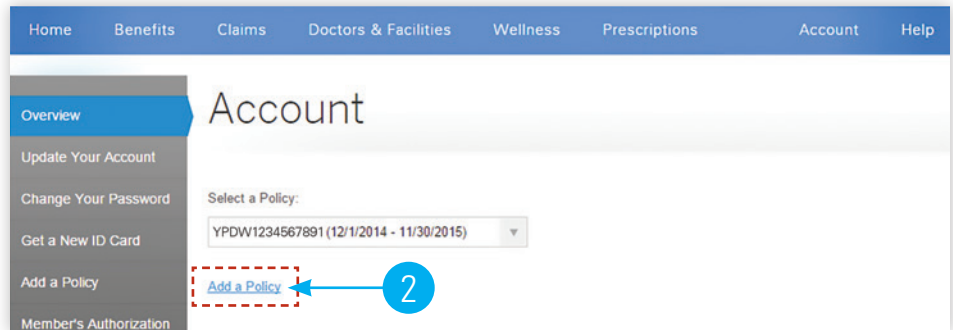 Home Benefits Claims Doctors & Facilities Wellness Prescriptions Account Help
Overview
Update Your Account
Change Your Password
Get a New ID Card
Add a Policy
Member's Authorization
Account
Select a Policy:
YPDW1234567891 (12/1/2014 - 11/30/2015)
Add a Policy
2